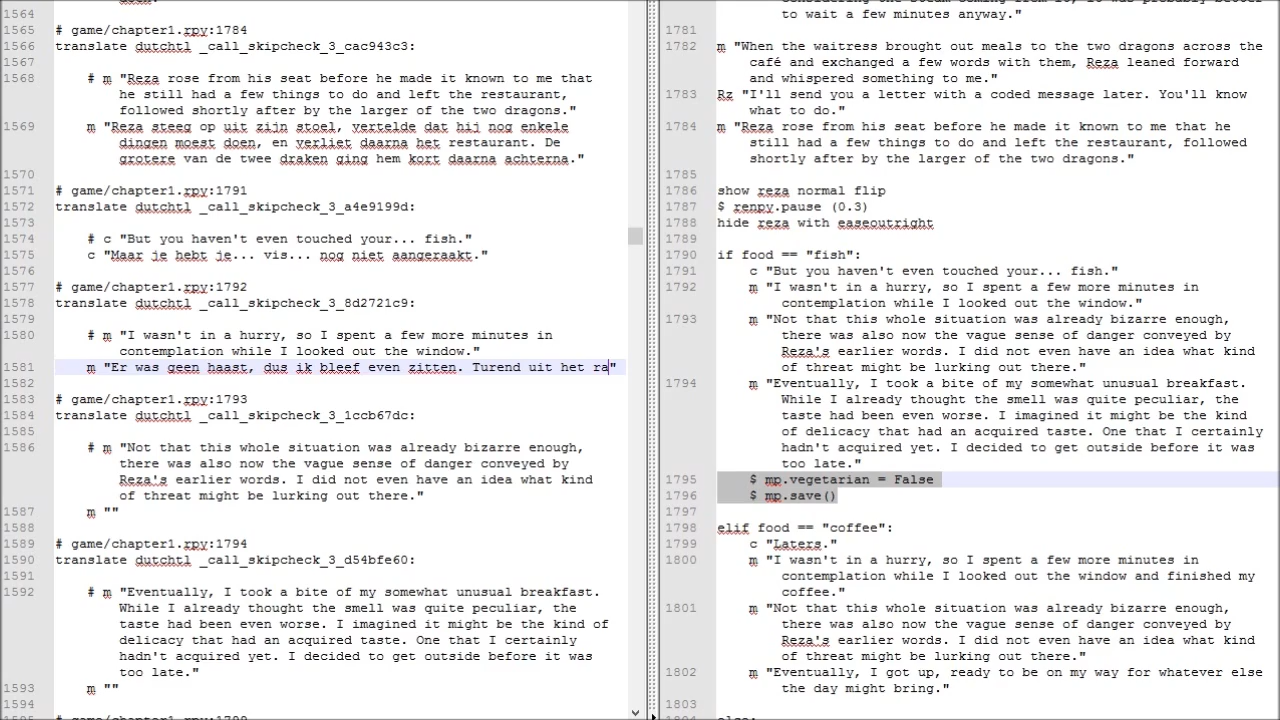 1564
1565 # game/chapter1.rpy:1784
1566 translate dutchtl _call_skipcheck_3_cac943c3:
1567
1568 # m "Reza rose from his seat before he made it known to me that
he still had a few things to do and left the restaurant,
followed shortly after by the larger of the two dragons."
1569 m "Reza steeg op uit zijn stoel, vertelde dat hij nog enkele
dingen moest doen, en verliet daarna het restaurant. De
grotere van de twee draken ging hem kort daarna achterna."
1570
1571 # game/chapter1.rpy:1791
1572 translate dutchtl _call_skipcheck_3_a4e9199d:
1573
1574 # c "But you haven't even touched your... fish."
1575 c "Maar je hebt je... vis... nog niet aangeraakt."
1576
1577 # game/chapter1.rpy:1792
1578 translate dutchtl _call_skipcheck_3_8d2721c9:
1579
1580 # m "I wasn't in a hurry, so I spent a few more minutes in
contemplation while I looked out the window."
1581 m "Er was geen haast, dus ik bleef even zitten. Turend uit het ra"
1582
1583 # game/chapter1.rpy:1793
1584 translate dutchtl _call_skipcheck_3_1ccb67dc:
1585
1586 # m "Not that this whole situation was already bizarre enough,
there was also now the vague sense of danger conveyed by
Reza's earlier words. I did not even have an idea what kind
of threat might be lurking out there."
1587 m ""
1588
1589 # game/chapter1.rpy:1794
1590 translate dutchtl _call_skipcheck_3_d54bfe60:
1591
1592 # m "Eventually, I took a bite of my somewhat unusual breakfast.
While I already thought the smell was quite peculiar, the
taste had been even worse. I imagined it might be the kind of
delicacy that had an acquired taste. One that I certainly
hadn't acquired yet. I decided to get outside before it was
too late."
1593 m ""
1594
to wait a few minutes anyway."
1781
1782 m "When the waitress brought out meals to the two dragons across the
café and exchanged a few words with them, Reza leaned forward
and whispered something to me."
1783 Rz "I'll send you a letter with a coded message later. You'll know
what to do."
1784 m "Reza rose from his seat before he made it known to me that he
still had a few things to do and left the restaurant, followed
shortly after by the larger of the two dragons."
1785
1786 show reza normal flip
1787 $ renpy.pause (0.3)
1788 hide reza with easeoutright
1789
1790 if food == "fish":
1791 c "But you haven't even touched your... fish."
1792 m "I wasn't in a hurry, so I spent a few more minutes in
contemplation while I looked out the window."
1793 m "Not that this whole situation was already bizarre enough,
there was also now the vague sense of danger conveyed by
Reza's earlier words. I did not even have an idea what kind
of threat might be lurking out there."
1794 m "Eventually, I took a bite of my somewhat unusual breakfast.
While I already thought the smell was quite peculiar, the
taste had been even worse. I imagined it might be the kind
of delicacy that had an acquired taste. One that I certainly
hadn't acquired yet. I decided to get outside before it was
too late."
1795 $ mp.vegetarian = False
1796 $ mp.save()
1797
1798 elif food == "coffee":
1799 c "Laters."
1800 m "I wasn't in a hurry, so I spent a few more minutes in
contemplation while I looked out the window and finished my
coffee."
1801 m "Not that this whole situation was already bizarre enough,
there was also now the vague sense of danger conveyed by
Reza's earlier words. I did not even have an idea what kind
of threat might be lurking out there."
1802 m "Eventually, I got up, ready to be on my way for whatever else
the day might bring."
1803